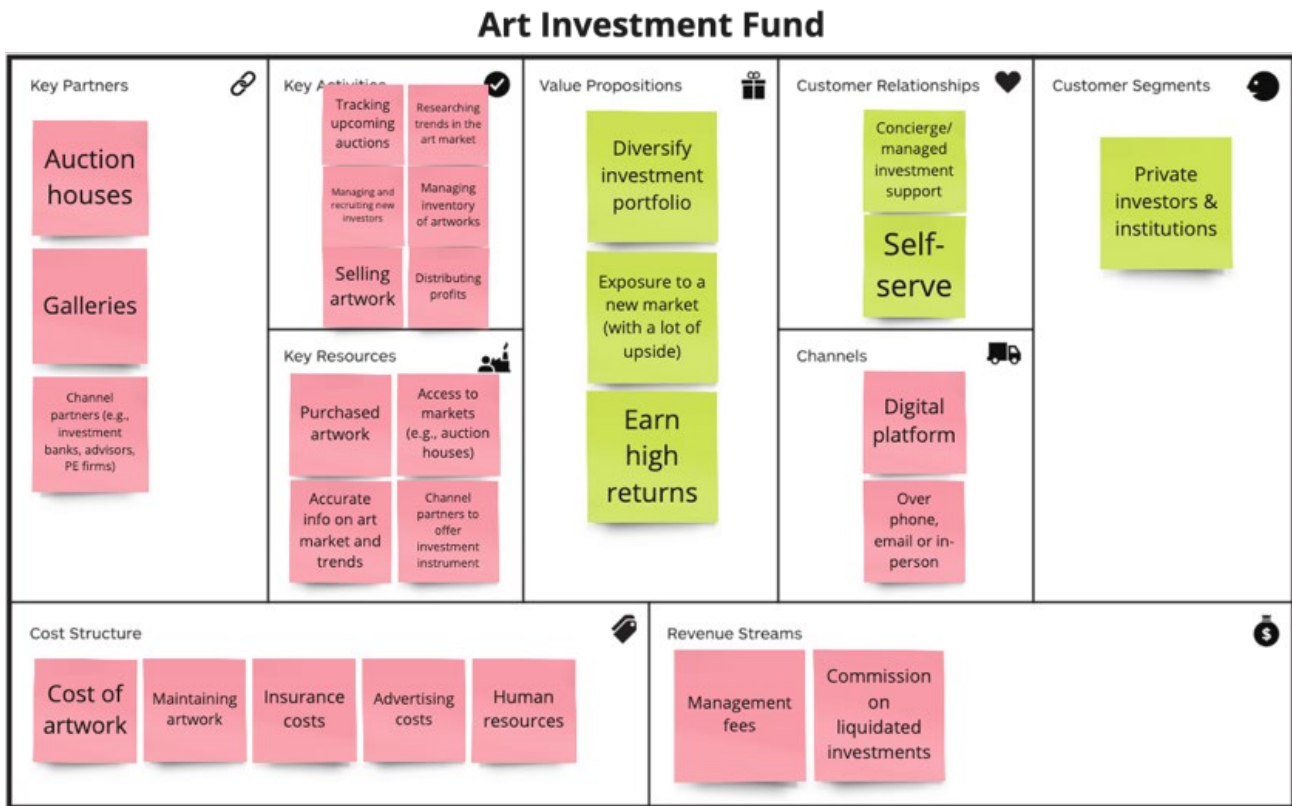 Art Investment Fund
Key Partners
Auction
houses
Galleries
Channel
partners (e.g.,
investment
banks, advisors,
PE firms)
Key Activities
Tracking
upcoming
auctions
Researching
trends in the
art market
Managing and
recruiting new
investors
Managing
inventory
of artworks
Selling
artwork
Distributing
profits
Key Resources
Purchased
artwork
Access to
markets
(e.g., auction
houses)
Accurate
info on art
market and
trends
Channel
partners to
offer
investment
instrument
Value Propositions
Diversify
investment
portfolio
Exposure to a
new market
(with a lot of
upside)
Earn
high
returns
Customer Relationships
Concierge/
managed
investment
support
Self-
serve
Channels
Digital
platform
Over
phone,
email or in-
person
Customer Segments
Private
investors &
institutions
Cost Structure
Cost of
artwork
Maintaining
artwork
Insurance
costs
Advertising
costs
Human
resources
Revenue Streams
$
Management
fees
Commission
on
liquidated
investments